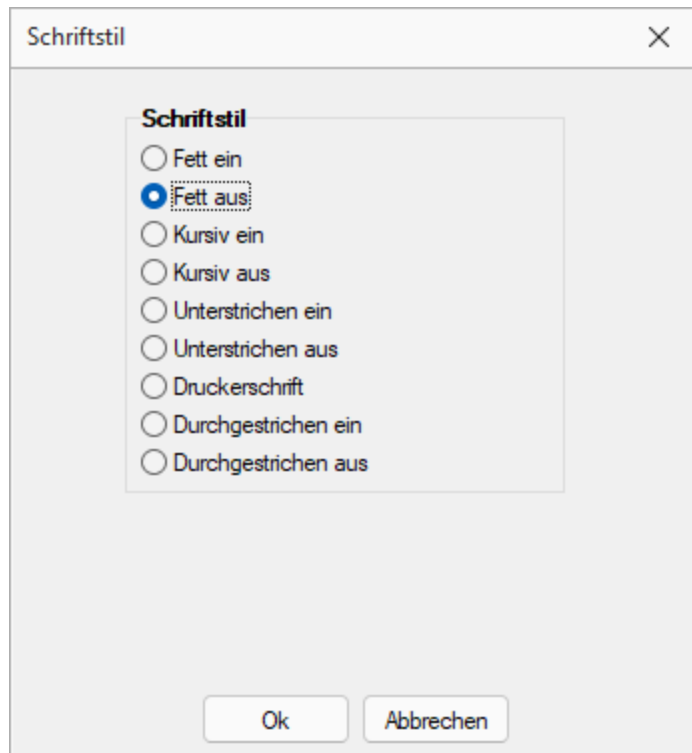 Schriftstil
Schriftstil
Fett ein
Fett aus
Kursiv ein
Kursiv aus
Unterstrichen ein
Unterstrichen aus
Druckerschrift
Durchgestrichen ein
Durchgestrichen aus
Ok Abbrechen